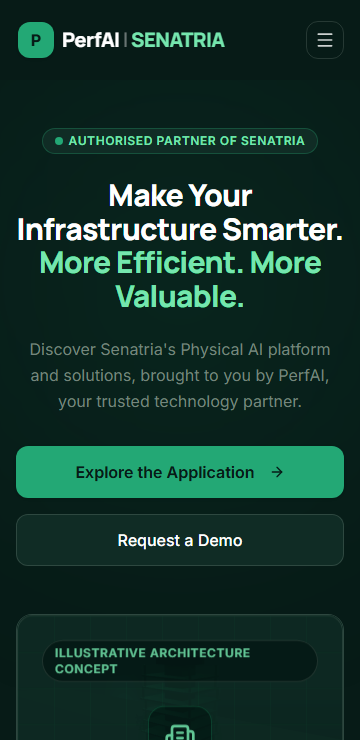 P PerfAI | SENATRIA
AUTHORISED PARTNER OF SENATRIA
Make Your
Infrastructure Smarter.
More Efficient. More
Valuable.
Discover Senatria's Physical AI platform
and solutions, brought to you by PerfAI,
your trusted technology partner.
Explore the Application →
Request a Demo
ILLUSTRATIVE ARCHITECTURE
CONCEPT